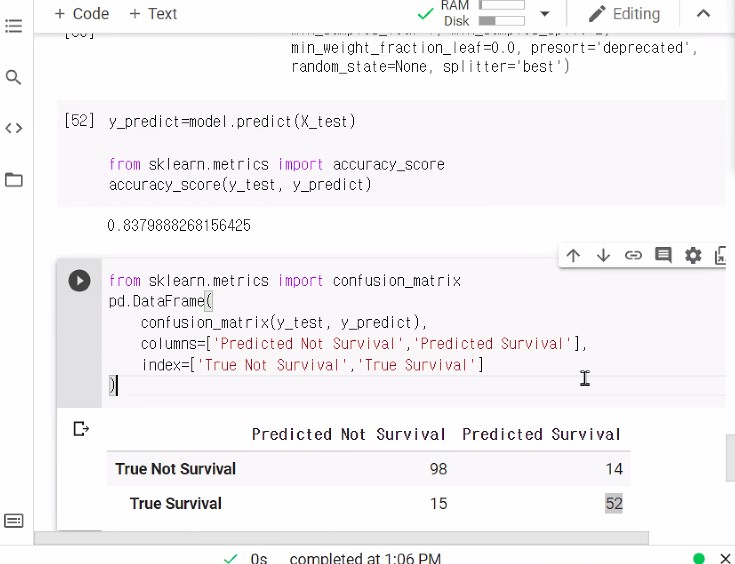 + Code + Text
RAM
Disk
Editing
min_weight_fraction_leaf=0.0, presort='deprecated',
random_state=None, splitter='best')
[52] y_predict=model.predict(X_test)
from sklearn.metrics import accuracy_score
accuracy_score(y_test, y_predict)
0.8379888268156425
from sklearn.metrics import confusion_matrix
pd.DataFrame(
confusion_matrix(y_test, y_predict),
columns=['Predicted Not Survival','Predicted Survival'],
index=['True Not Survival','True Survival']
)
Predicted Not Survival Predicted Survival
True Not Survival 98 14
True Survival 15 52
0s completed at 1:06 PM